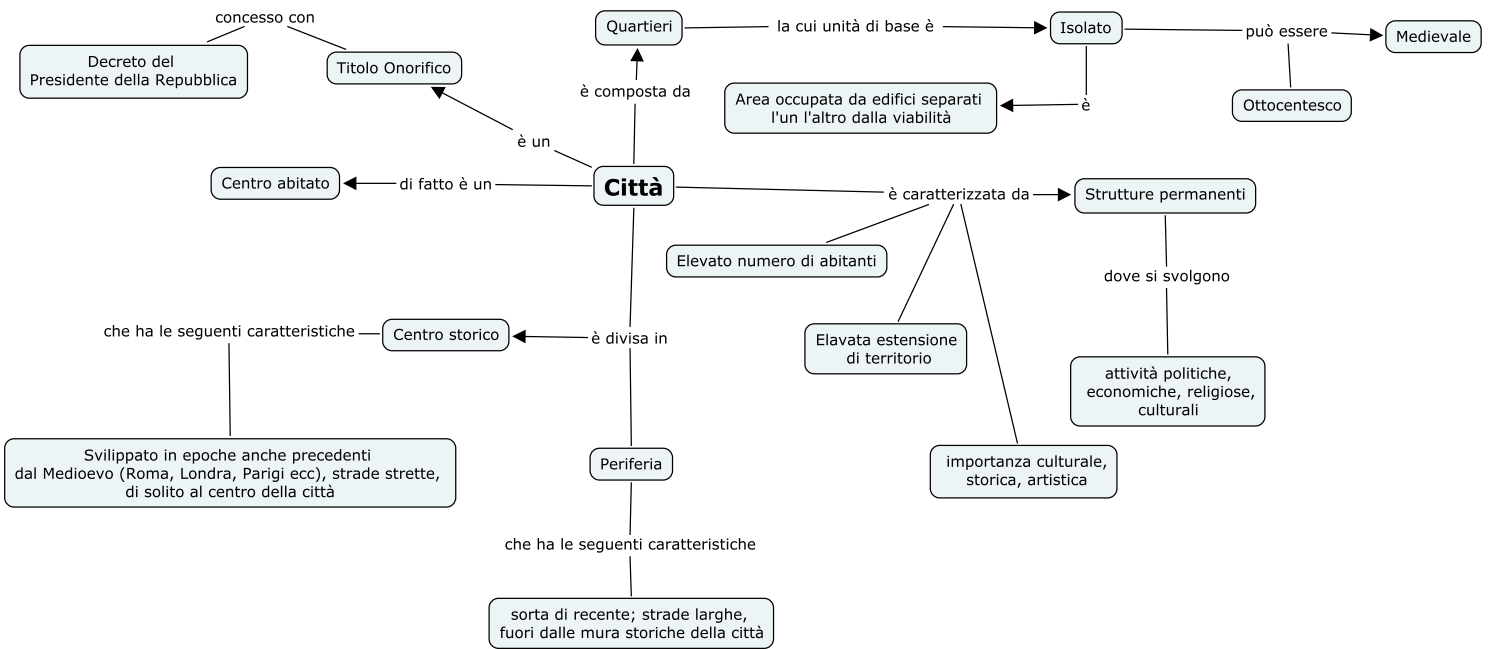 concesso con
Decreto del
Presidente della Repubblica
Titolo Onorifico
Quartieri
la cui unità di base è
Isolato
può essere
Medievale
Ottocentesco
è composta da
Area occupata da edifici separati
l'un l'altro dalla viabilità
è
è un
Centro abitato
di fatto è un
Città
è caratterizzata da
Strutture permanenti
Elevato numero di abitanti
dove si svolgono
Elavata estensione
di territorio
attività politiche,
economiche, religiose,
culturali
importanza culturale,
storica, artistica
che ha le seguenti caratteristiche
Centro storico
è divisa in
Svilippato in epoche anche precedenti
dal Medioevo (Roma, Londra, Parigi ecc), strade strette,
di solito al centro della città
Periferia
che ha le seguenti caratteristiche
sorta di recente; strade larghe,
fuori dalle mura storiche della città